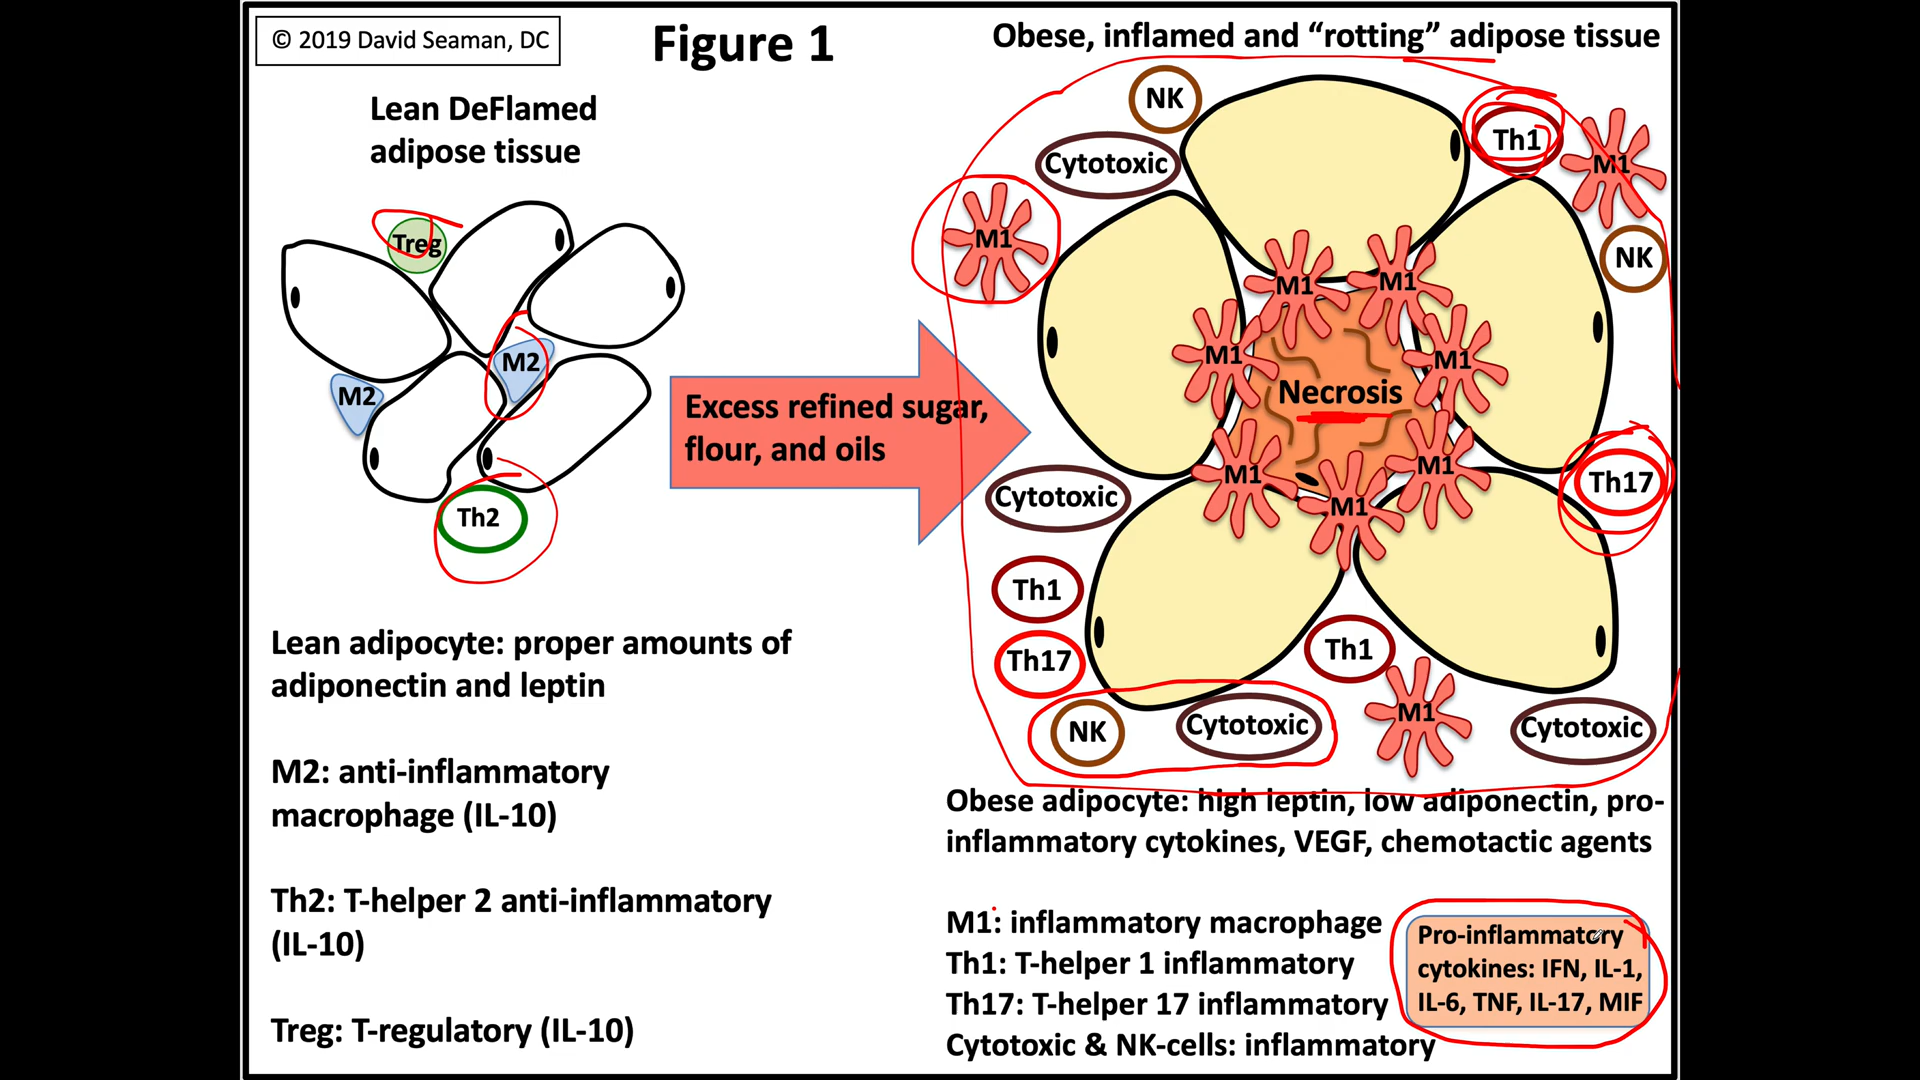 © 2019 David Seaman, DC
Figure 1
Obese, inflamed and “rotting” adipose tissue
Lean DeFlamed
adipose tissue
Treg
M2
M2
Th2
Excess refined sugar,
flour, and oils
NK
Cytotoxic
Th1
M1
M1
NK
M1
M1
M1
M1
Necrosis
M1
M1
M1
Th17
Cytotoxic
Th1
Th17
Th1
NK
Cytotoxic
M1
Cytotoxic
Lean adipocyte: proper amounts of
adiponectin and leptin
M2: anti-inflammatory
macrophage (IL-10)
Th2: T-helper 2 anti-inflammatory
(IL-10)
Treg: T-regulatory (IL-10)
Obese adipocyte: high leptin, low adiponectin, pro-
inflammatory cytokines, VEGF, chemotactic agents
M1: inflammatory macrophage
Th1: T-helper 1 inflammatory
Th17: T-helper 17 inflammatory
Cytotoxic & NK-cells: inflammatory
Pro-inflammatory
cytokines: IFN, IL-1,
IL-6, TNF, IL-17, MIF